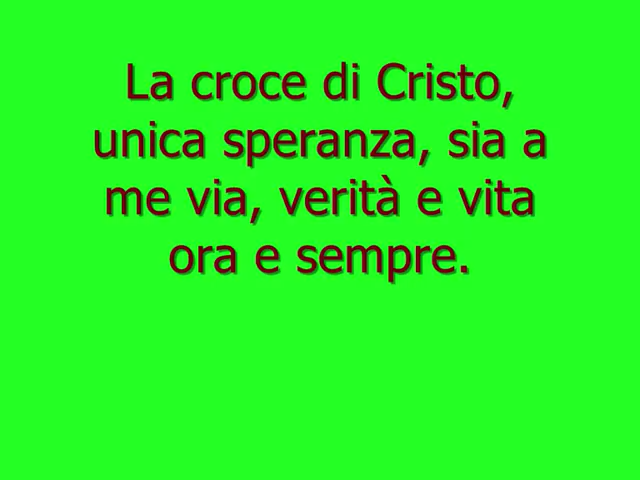 La croce di Cristo,
unica speranza, sia a
me via, verità e vita
ora e sempre.